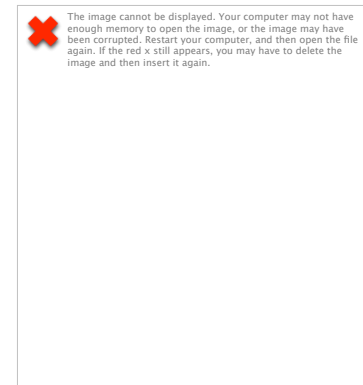 The image cannot be displayed. Your computer may not have
enough memory to open the image, or the image may have
been corrupted. Restart your computer, and then open the file
again. If the red x still appears, you may have to delete the
image and then insert it again.